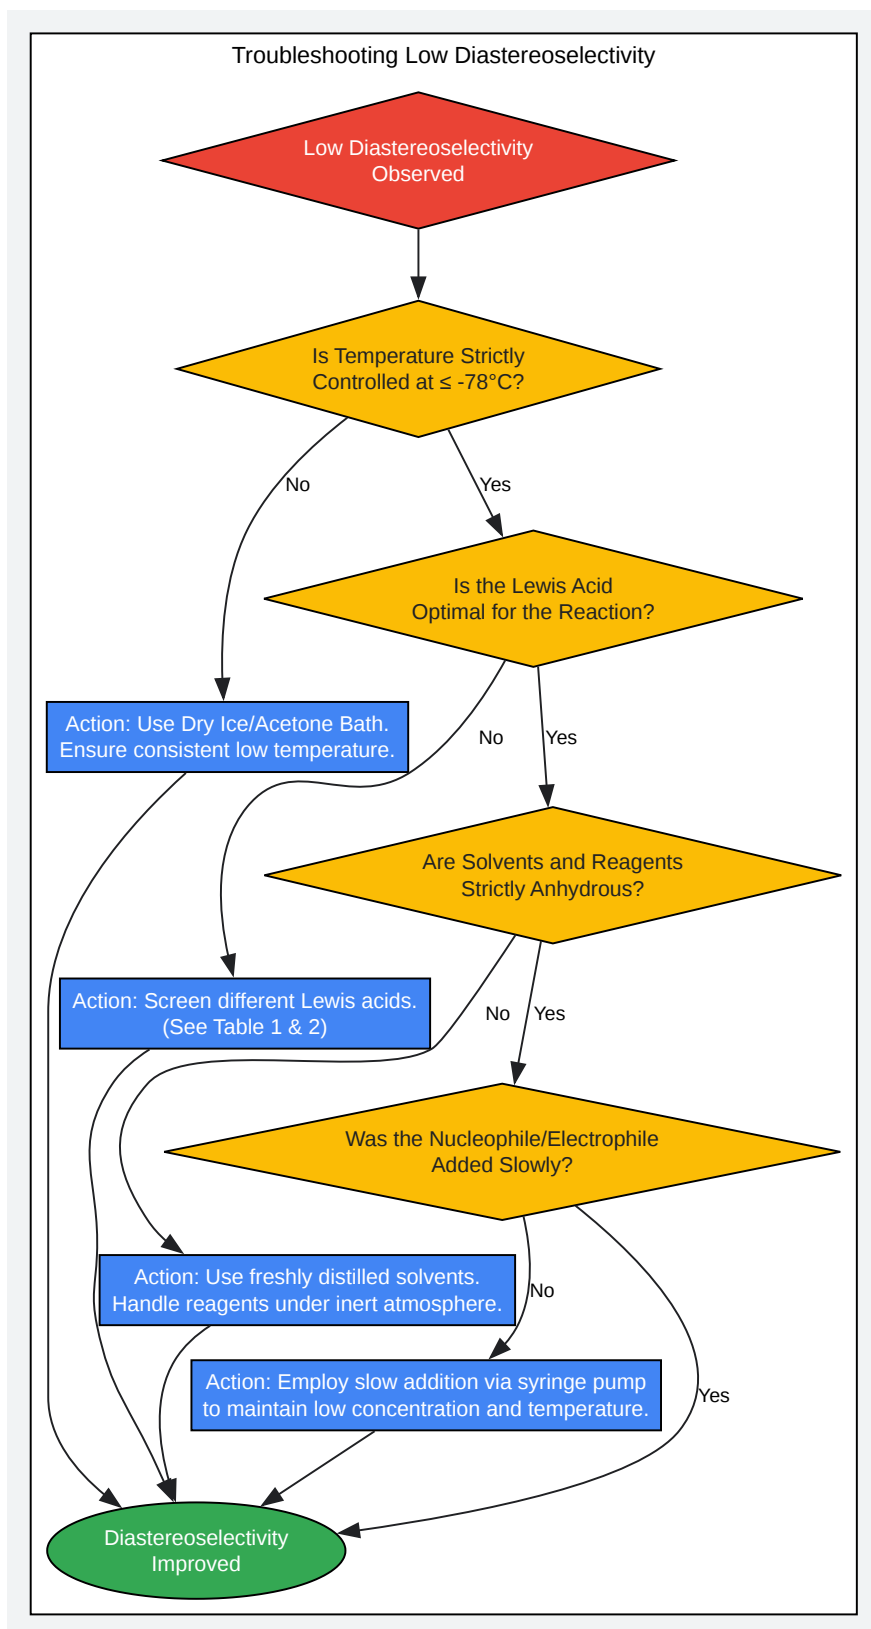 Troubleshooting Low Diastereoselectivity
Low Diastereoselectivity
Observed
Is Temperature Strictly
Controlled at ≤ -78°C?
No
Yes
Is the Lewis Acid
Optimal for the Reaction?
Action: Use Dry Ice/Acetone Bath.
Ensure consistent low temperature.
No
Yes
Are Solvents and Reagents
Strictly Anhydrous?
Action: Screen different Lewis acids.
(See Table 1 & 2)
No
Yes
Was the Nucleophile/Electrophile
Added Slowly?
Action: Use freshly distilled solvents.
Handle reagents under inert atmosphere.
No
Action: Employ slow addition via syringe pump
to maintain low concentration and temperature.
Yes
Diastereoselectivity
Improved